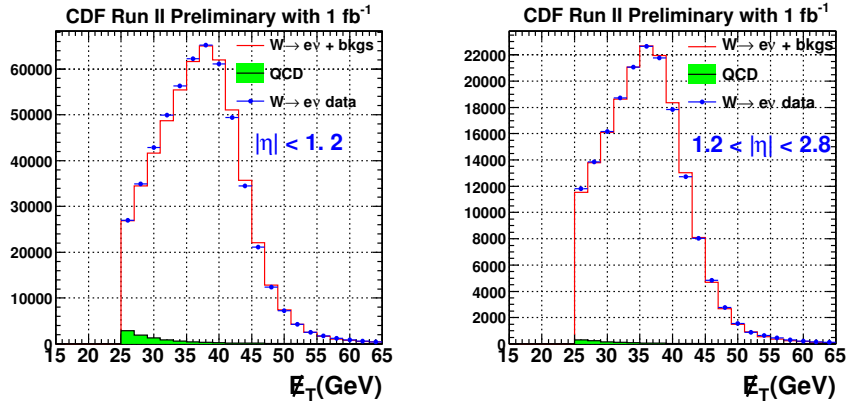 CDF Run II Preliminary with 1 fb⁻¹
W→ eν + bkgs
QCD
W→ eν data
|η| < 1. 2
60000
50000
40000
30000
20000
10000
0
15 20 25 30 35 40 45 50 55 60 65
E̸_T(GeV)
CDF Run II Preliminary with 1 fb⁻¹
W→ eν + bkgs
QCD
W→ eν data
1.2 < |η| < 2.8
22000
20000
18000
16000
14000
12000
10000
8000
6000
4000
2000
0
15 20 25 30 35 40 45 50 55 60 65
E̸_T(GeV)